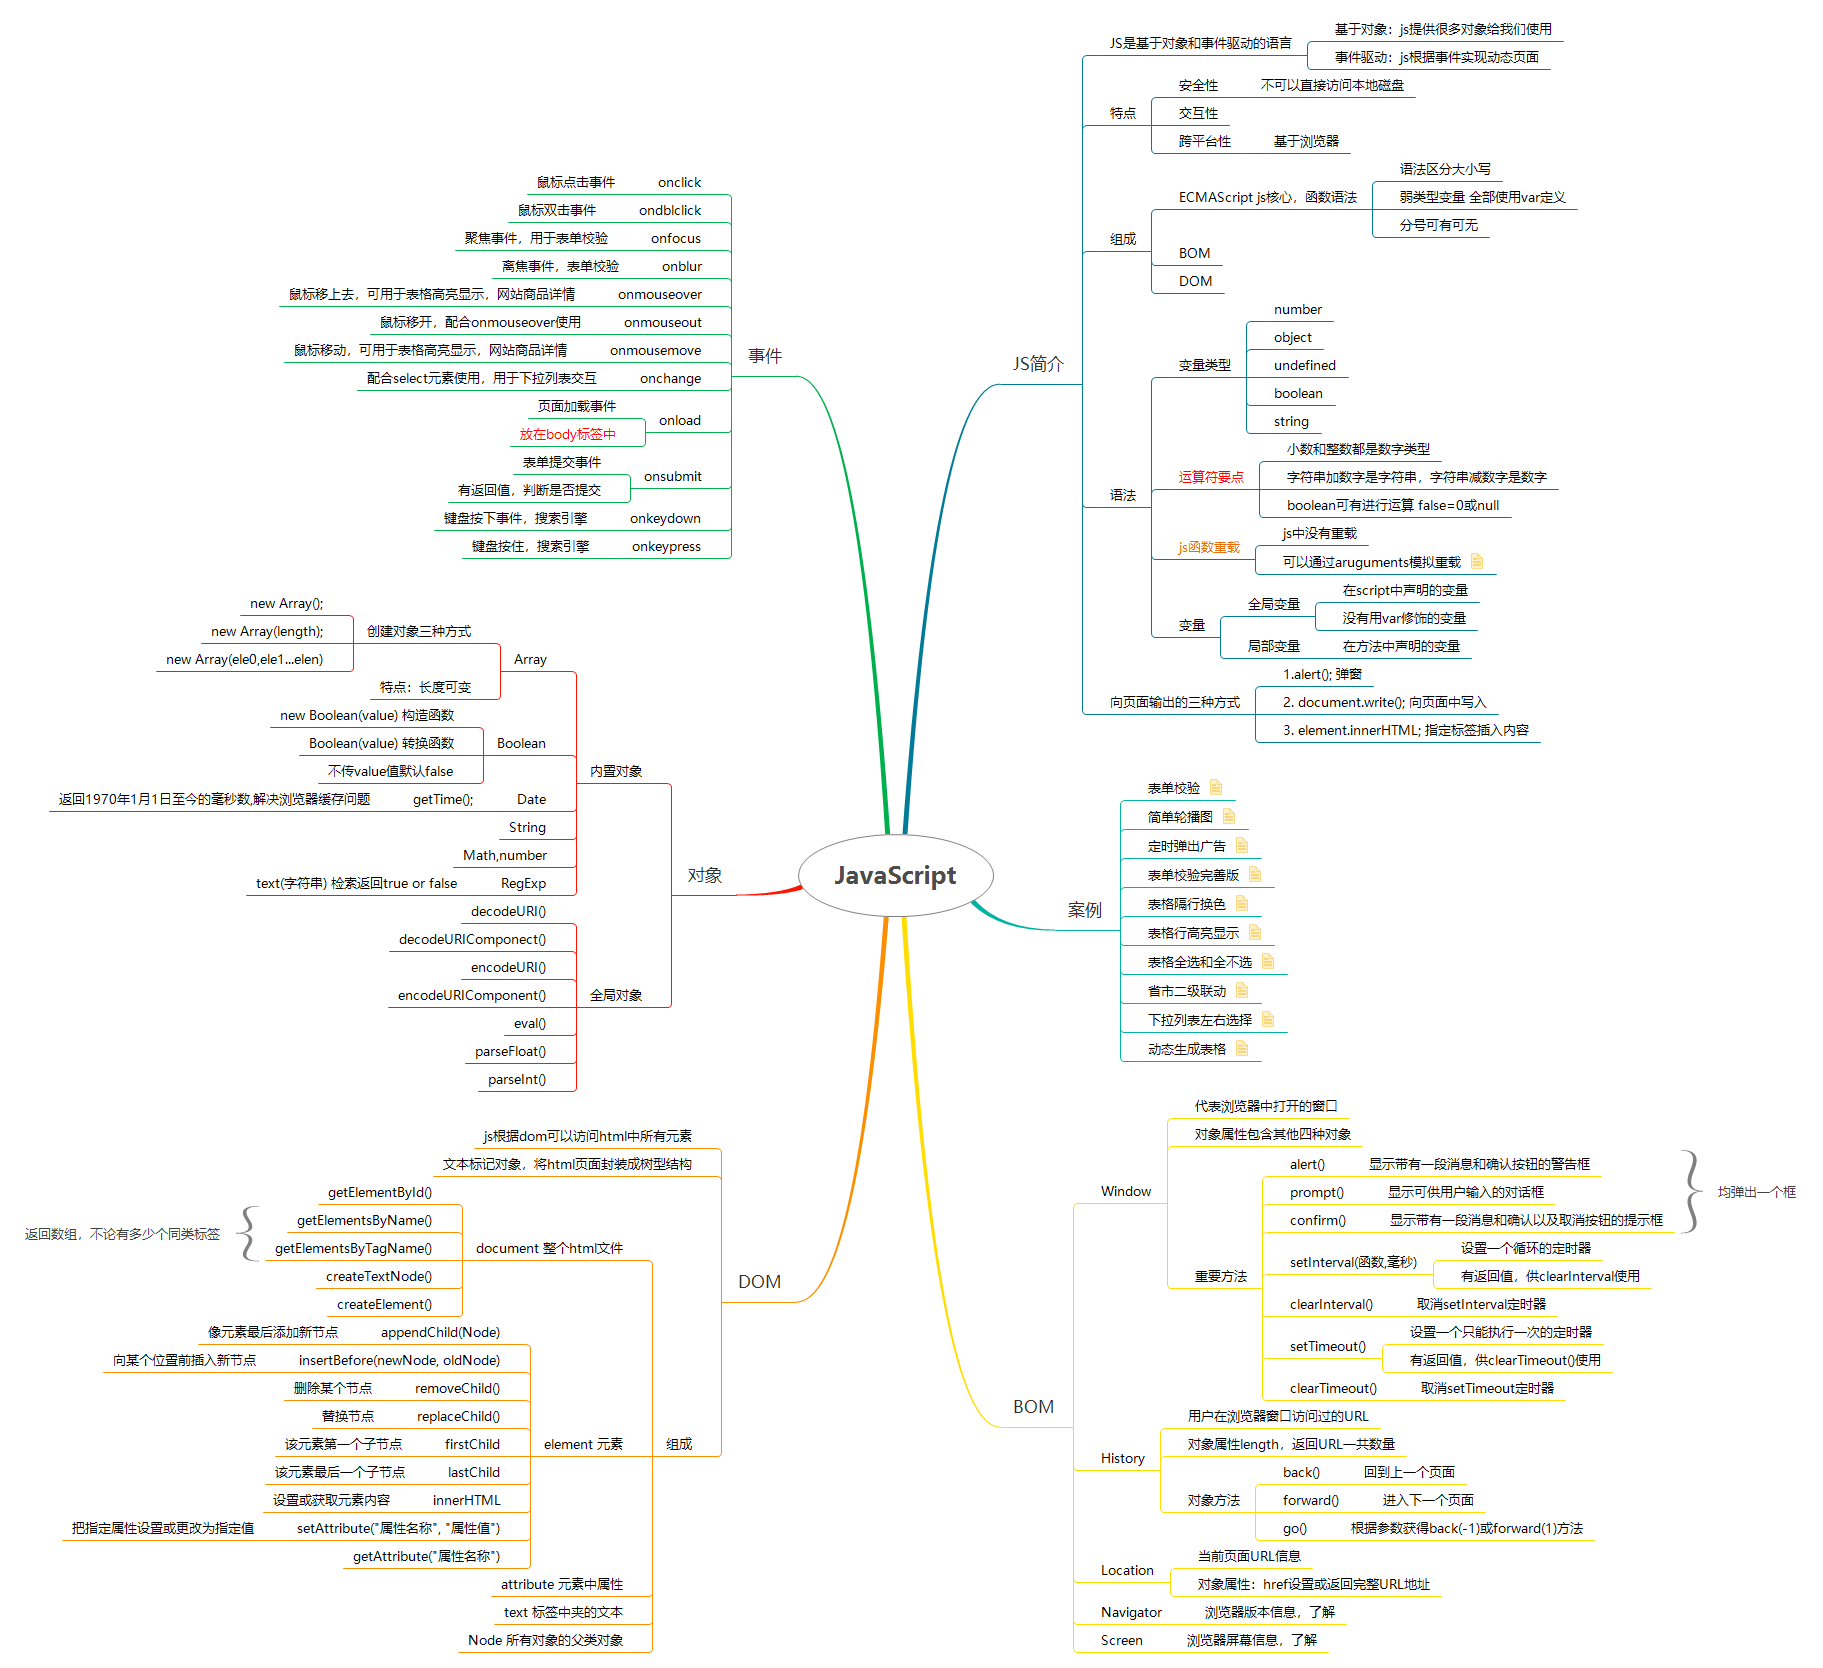 JavaScript
JS简介
JS是基于对象和事件驱动的语言
基于对象：js提供很多对象给我们使用
事件驱动：js根据事件实现动态页面
特点
安全性
不可以直接访问本地磁盘
交互性
跨平台性
基于浏览器
组成
ECMAScript js核心，函数语法
语法区分大小写
弱类型变量 全部使用var定义
分号可有可无
BOM
DOM
语法
变量类型
number
object
undefined
boolean
string
运算符要点
小数和整数都是数字类型
字符串加数字是字符串，字符串减数字是数字
boolean可有进行运算 false=0或null
js函数重载
js中没有重载
可以通过aruguments模拟重载
变量
全局变量
在script中声明的变量
没有用var修饰的变量
局部变量
在方法中声明的变量
向页面输出的三种方式
1.alert(); 弹窗
2. document.write(); 向页面中写入
3. element.innerHTML; 指定标签插入内容
案例
表单校验
简单轮播图
定时弹出广告
表单校验完善版
表格隔行换色
表格行高亮显示
表格全选和全不选
省市二级联动
下拉列表左右选择
动态生成表格
BOM
Window
代表浏览器中打开的窗口
对象属性包含其他四种对象
重要方法
alert()
显示带有一段消息和确认按钮的警告框
prompt()
显示可供用户输入的对话框
confirm()
显示带有一段消息和确认以及取消按钮的提示框
均弹出一个框
setInterval(函数,毫秒)
设置一个循环的定时器
有返回值，供clearInterval使用
clearInterval()
取消setInterval定时器
setTimeout()
设置一个只能执行一次的定时器
有返回值，供clearTimeout()使用
clearTimeout()
取消setTimeout定时器
History
用户在浏览器窗口访问过的URL
对象属性length，返回URL一共数量
对象方法
back()
回到上一个页面
forward()
进入下一个页面
go()
根据参数获得back(-1)或forward(1)方法
Location
当前页面URL信息
对象属性：href设置或返回完整URL地址
Navigator
浏览器版本信息，了解
Screen
浏览器屏幕信息，了解
事件
鼠标点击事件
onclick
鼠标双击事件
ondblclick
聚焦事件，用于表单校验
onfocus
离焦事件，表单校验
onblur
鼠标移上去，可用于表格高亮显示，网站商品详情
onmouseover
鼠标移开，配合onmouseover使用
onmouseout
鼠标移动，可用于表格高亮显示，网站商品详情
onmousemove
配合select元素使用，用于下拉列表交互
onchange
页面加载事件
放在body标签中
onload
表单提交事件
有返回值，判断是否提交
onsubmit
键盘按下事件，搜索引擎
onkeydown
键盘按住，搜索引擎
onkeypress
对象
内置对象
Array
创建对象三种方式
new Array();
new Array(length);
new Array(ele0,ele1...elen)
特点：长度可变
Boolean
new Boolean(value) 构造函数
Boolean(value) 转换函数
不传value值默认false
Date
getTime();
返回1970年1月1日至今的毫秒数,解决浏览器缓存问题
String
Math,number
RegExp
text(字符串) 检索返回true or false
全局对象
decodeURI()
decodeURIComponect()
encodeURI()
encodeURIComponent()
eval()
parseFloat()
parseInt()
DOM
js根据dom可以访问html中所有元素
文本标记对象，将html页面封装成树型结构
组成
document 整个html文件
getElementById()
getElementsByName()
getElementsByTagName()
返回数组，不论有多少个同类标签
createTextNode()
createElement()
element 元素
像元素最后添加新节点
appendChild(Node)
向某个位置前插入新节点
insertBefore(newNode, oldNode)
删除某个节点
removeChild()
替换节点
replaceChild()
该元素第一个子节点
firstChild
该元素最后一个子节点
lastChild
设置或获取元素内容
innerHTML
把指定属性设置或更改为指定值
setAttribute("属性名称", "属性值")
getAttribute("属性名称")
attribute 元素中属性
text 标签中夹的文本
Node 所有对象的父类对象